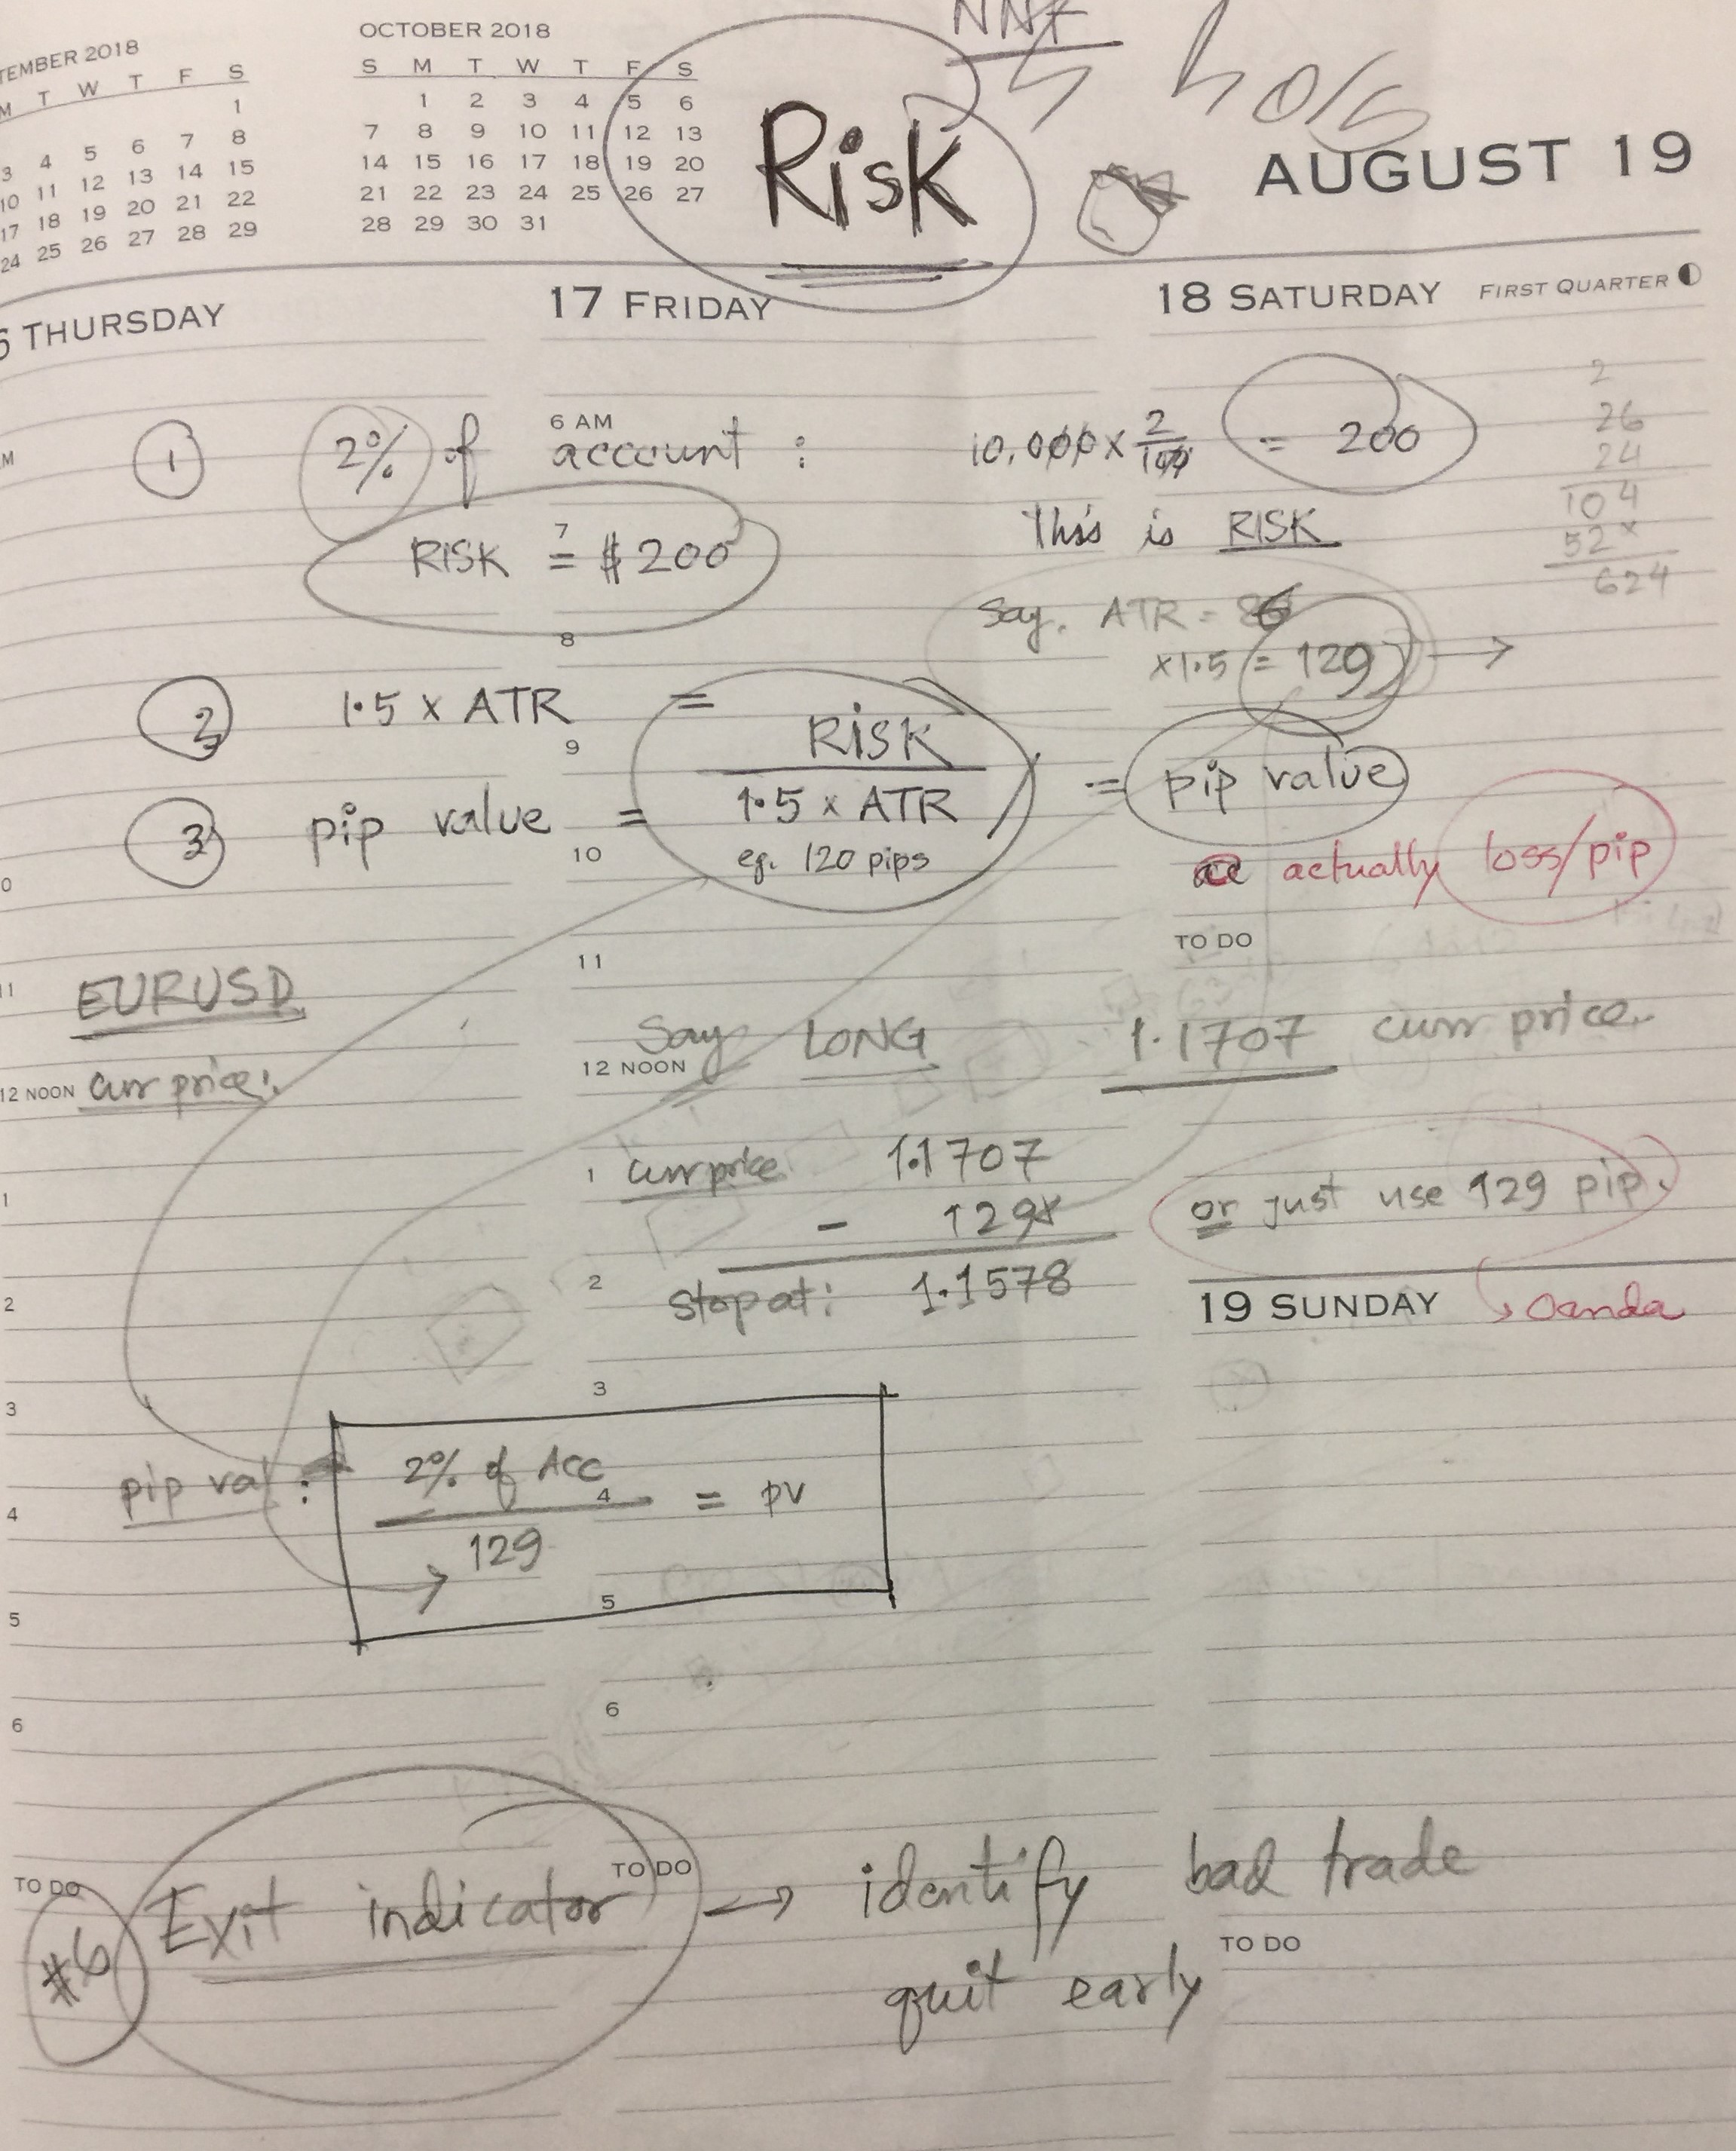 TEMBER 2018
M T W T F S
1
3 4 5 6 7 8
10 11 12 13 14 15
17 18 19 20 21 22
24 25 26 27 28 29
OCTOBER 2018
S M T W T F S
1 2 3 4 5 6
7 8 9 10 11 12 13
14 15 16 17 18 19 20
21 22 23 24 25 26 27
28 29 30 31
NNF
Risk
AUGUST 19
THURSDAY
17 FRIDAY
18 SATURDAY FIRST QUARTER
6 AM
1 2% of account : 10,000 x 2/100 = 200
2
26
24
104
52 x
624
7
RISK = $200
This is RISK
8
Say. ATR = 86
x1.5 = 129 →
2 1.5 x ATR =
9
3 pip value = Risk / 1.5 x ATR = pip value
10
eg. 120 pips
actually loss/pip
TO DO
11 11
EURUSD
Say LONG 1.1707 curr price.
12 NOON curr price: 12 NOON
1 1
curr price 1.1707
- 129
or just use 129 pip.
2 2
stop at: 1.1578
19 SUNDAY
Oanda
3 3
pip val : 2% of Acc / 129 = pv
4 4
5 5
6 6
TO DO TO DO
#6 Exit indicator → identify bad trade
TO DO
quit early